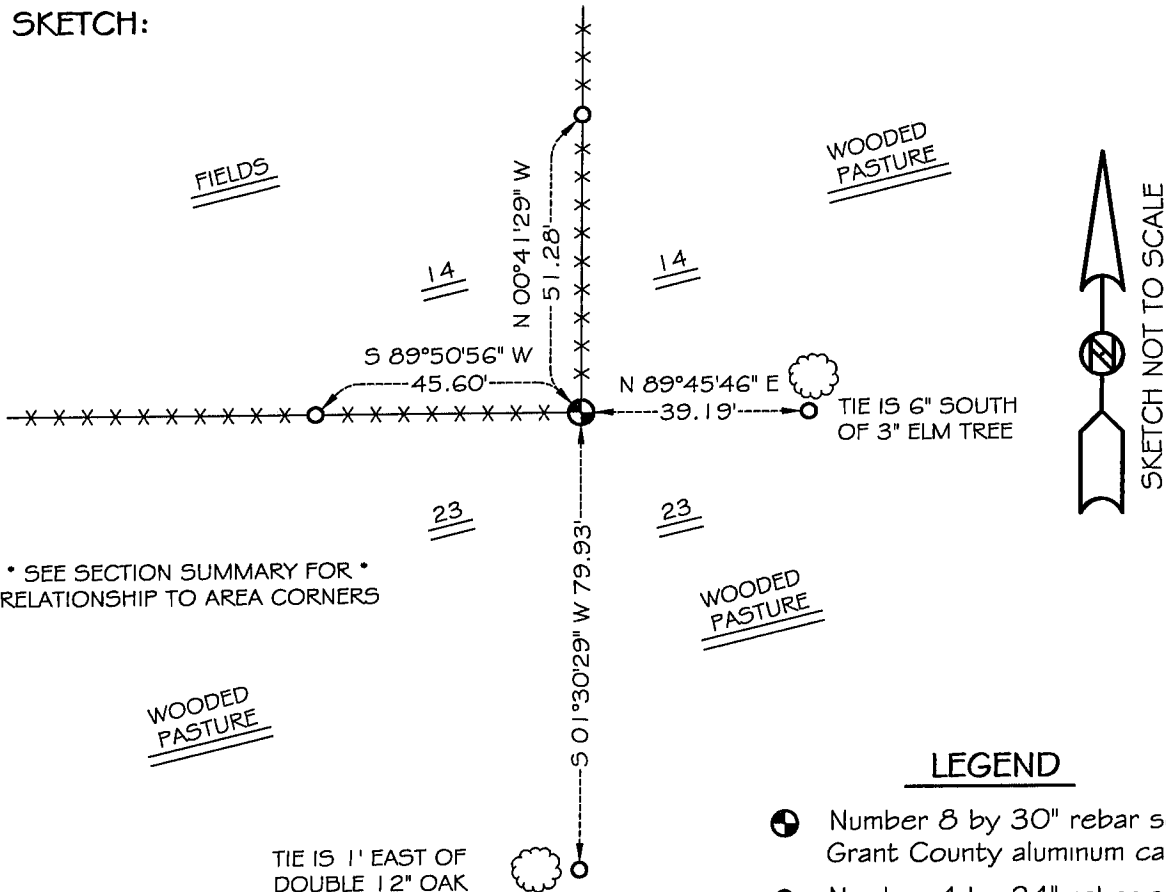 SKETCH:
FIELDS
WOODED
PASTURE
14
14
N 00°41'29" W
51.28'
S 89°50'56" W
45.60'
N 89°45'46" E
39.19'
TIE IS 6" SOUTH
OF 3" ELM TREE
N
SKETCH NOT TO SCALE
23
23
* SEE SECTION SUMMARY FOR *
RELATIONSHIP TO AREA CORNERS
S 01°30'29" W 79.93'
WOODED
PASTURE
WOODED
PASTURE
TIE IS 1' EAST OF
DOUBLE 12" OAK
LEGEND
Number 8 by 30" rebar s
Grant County aluminum ca